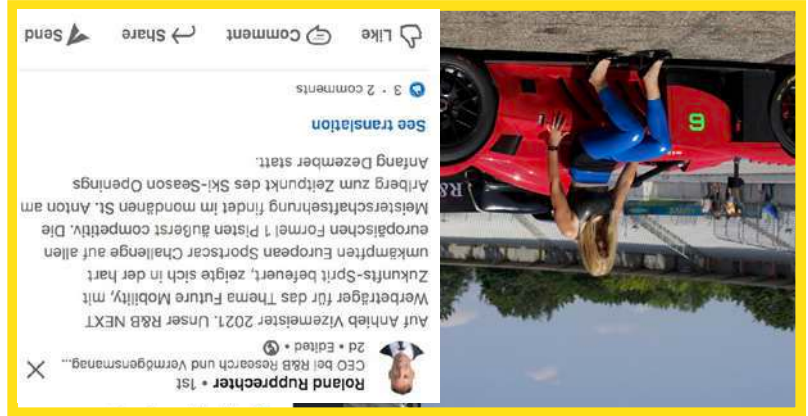 Roland Rupprechter • 1st
CEO bei R&B Research und Vermögensmanag...
2d • Edited •
Auf Anhieb Vizemeister 2021. Unser R&B NEXT
Werbeträger für das Thema Future Mobility, mit
Zukunfts-Sprit befeuert, zeigte sich in der hart
umkämpften European Sportscar Challenge auf allen
europäischen Formel 1 Pisten äußerst competitiv. Die
Meisterschaftsehrung findet im mondänen St. Anton am
Arlberg zum Zeitpunkt des Ski-Season Openings
Anfang Dezember statt.
See translation
3 • 2 comments
Like Comment Share Send
6
R&